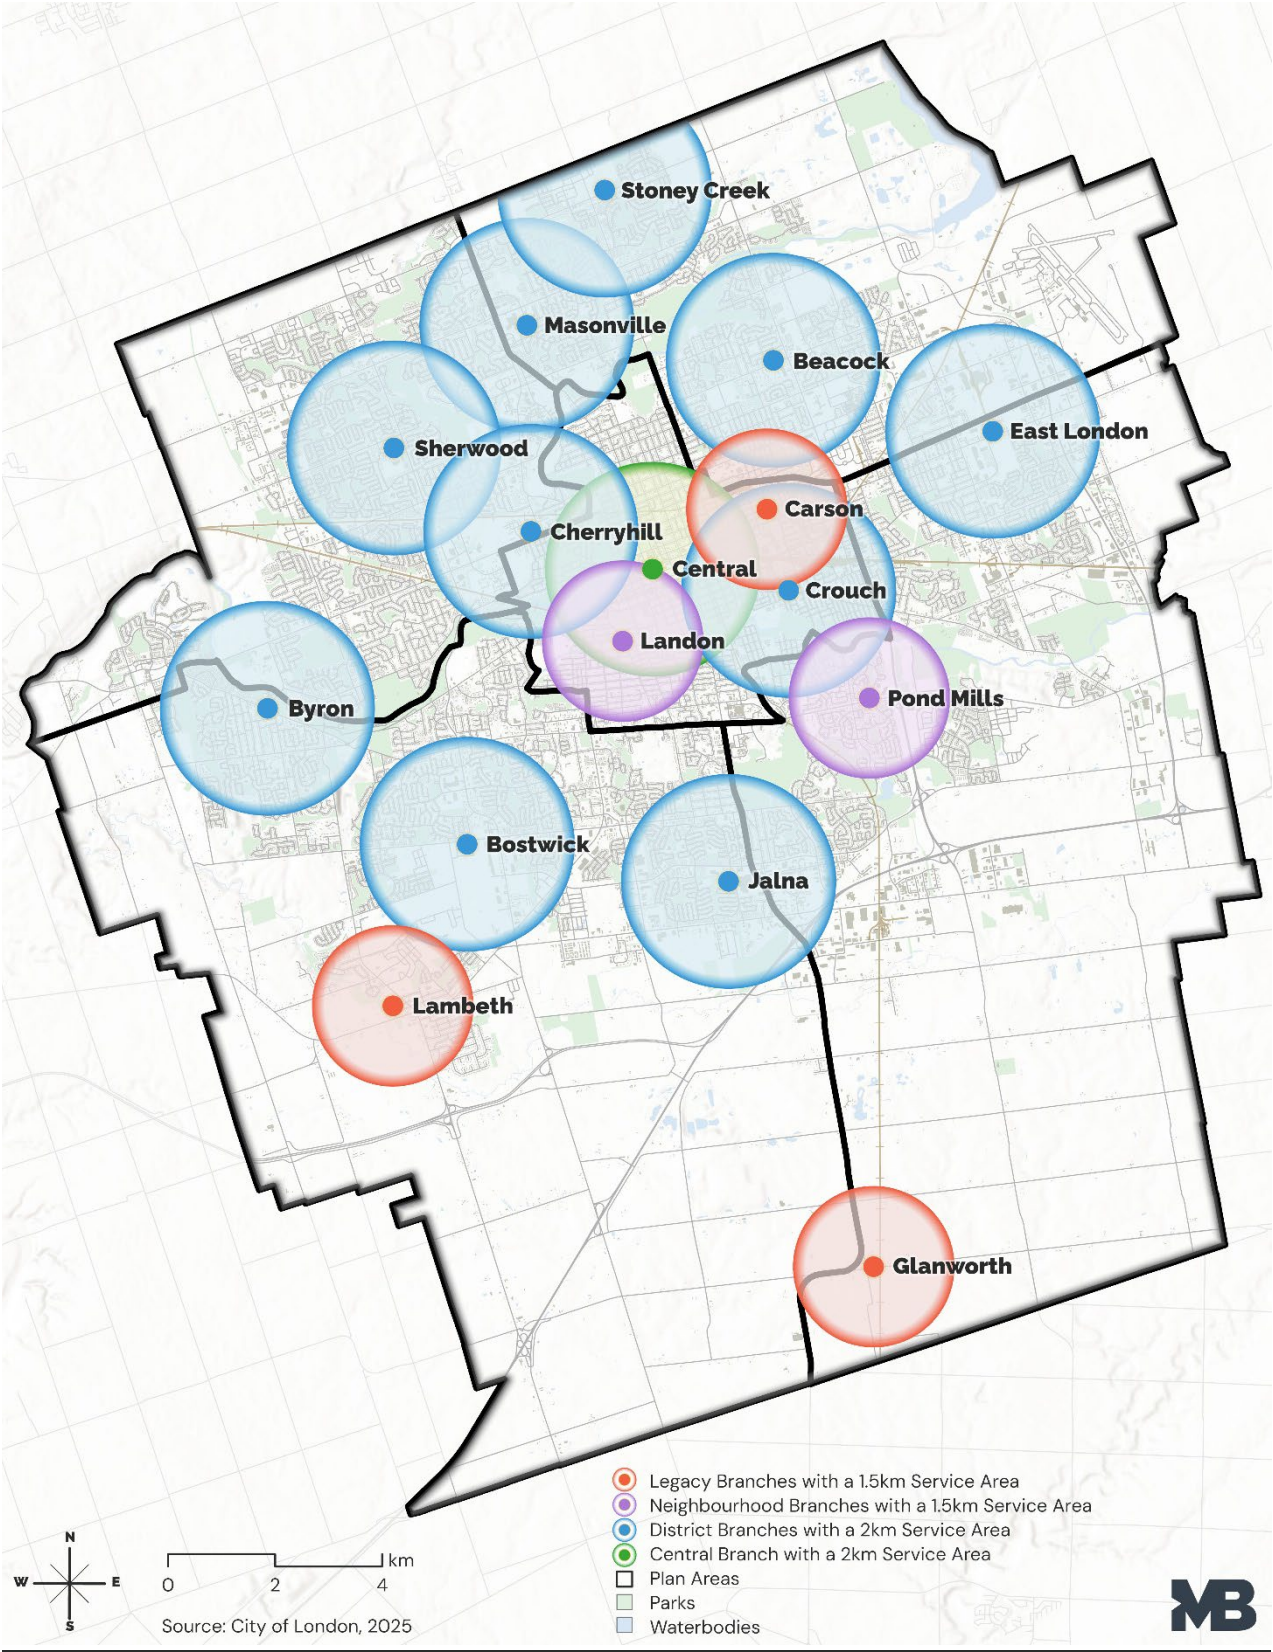 Stoney Creek
Masonville
Beacock
East London
Sherwood
Carson
Cherryhill
Central
Crouch
Landon
Pond Mills
Byron
Bostwick
Jalna
Lambeth
Glanworth
Legacy Branches with a 1.5km Service Area
Neighbourhood Branches with a 1.5km Service Area
District Branches with a 2km Service Area
Central Branch with a 2km Service Area
Plan Areas
Parks
Waterbodies
N
W E
S
km
0 2 4
Source: City of London, 2025
MB